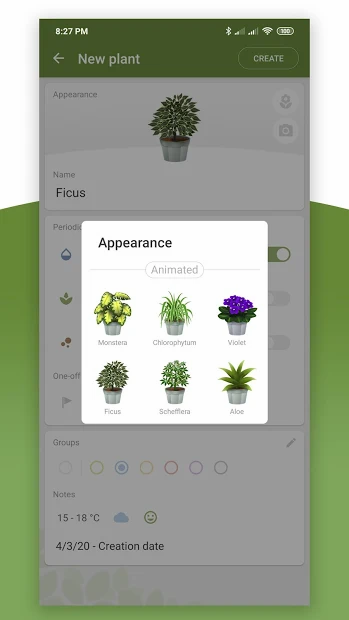 8:27 PM
100
New plant
CREATE
Appearance
Name
Ficus
Periodic
Appearance
Animated
Monstera
Chlorophytum
Violet
Ficus
Schefflera
Aloe
One-off
Groups
Notes
15 - 18 °C
4/3/20 - Creation date